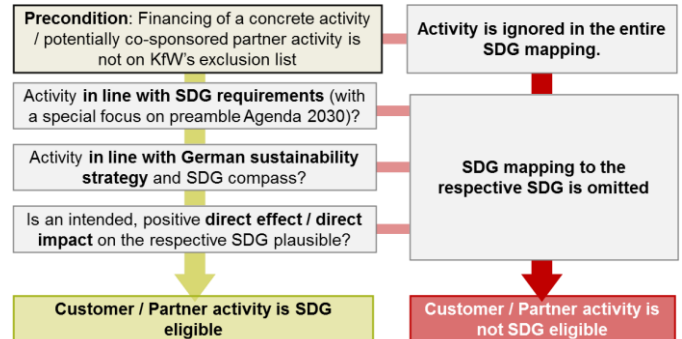 Precondition: Financing of a concrete activity
/ potentially co-sponsored partner activity is
not on KfW's exclusion list
Activity is ignored in the entire
SDG mapping.
Activity in line with SDG requirements (with
a special focus on preamble Agenda 2030)?
Activity in line with German sustainability
strategy and SDG compass?
Is an intended, positive direct effect / direct
impact on the respective SDG plausible?
SDG mapping to the
respective SDG is omitted
Customer / Partner activity is SDG
eligible
Customer / Partner activity is
not SDG eligible